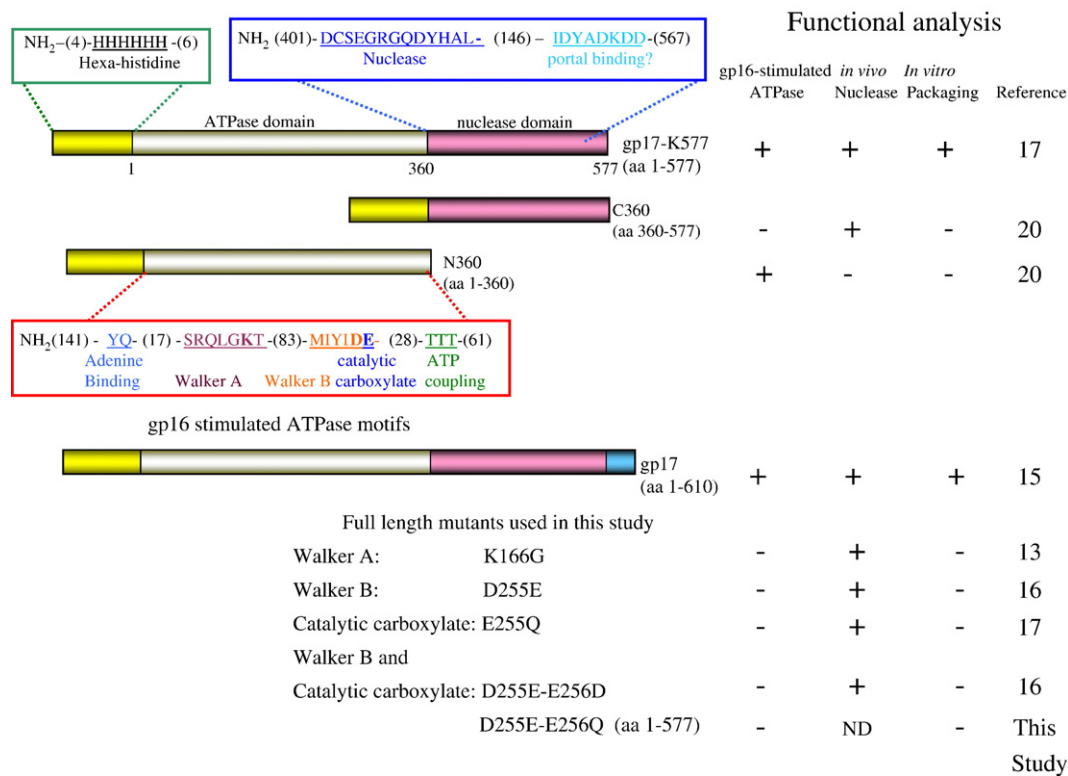 Functional analysis
NH2–(4)-HHHHHH -(6)
Hexa-histidine
NH2 (401)-DCSEGRGQDYHAL- (146) – IDYADKDD-(567)
Nuclease portal binding?
gp16-stimulated in vivo In vitro
ATPase Nuclease Packaging Reference
ATPase domain nuclease domain
gp17-K577 + + + 17
1 360 577 (aa 1-577)
C360
(aa 360-577) - + - 20
N360 + - - 20
(aa 1-360)
NH2(141) - YQ- (17) -SRQLGKT-(83)-MIYIDE- (28)-TTT-(61)
Adenine catalytic ATP
Binding Walker A Walker B carboxylate coupling
gp16 stimulated ATPase motifs
gp17
(aa 1-610) + + + 15
Full length mutants used in this study
Walker A: K166G - + - 13
Walker B: D255E - + - 16
Catalytic carboxylate: E255Q - + - 17
Walker B and
Catalytic carboxylate: D255E-E256D - + - 16
D255E-E256Q (aa 1-577) - ND - This
Study